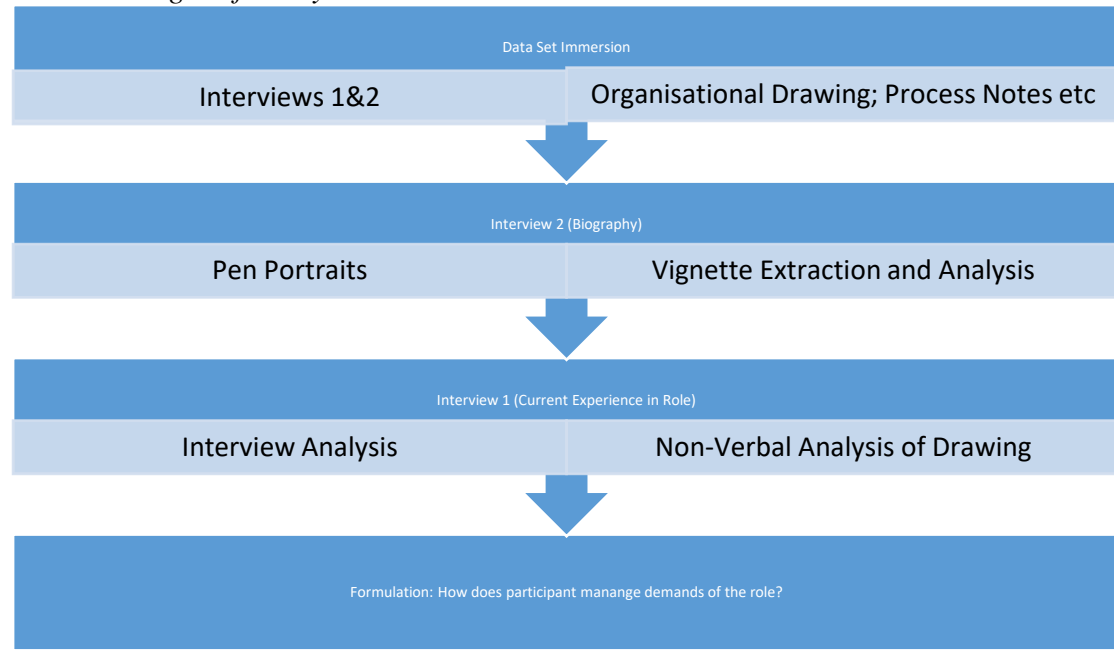 Data Set Immersion
Interviews 1&2
Organisational Drawing; Process Notes etc
Interview 2 (Biography)
Pen Portraits
Vignette Extraction and Analysis
Interview 1 (Current Experience in Role)
Interview Analysis
Non-Verbal Analysis of Drawing
Formulation: How does participant manange demands of the role?